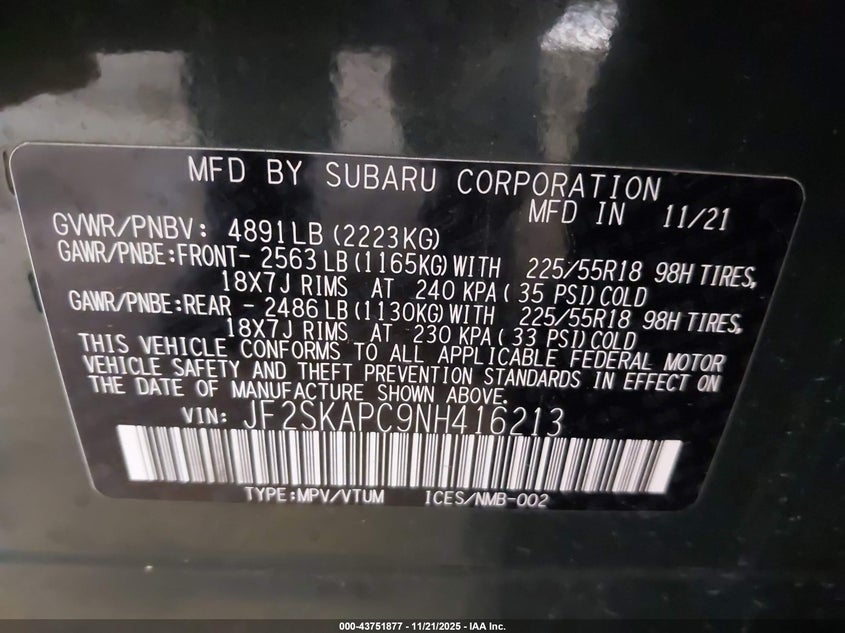 MFD BY SUBARU CORPORATION
MFD IN 11/21
GVWR/PNBV: 4891LB(2223KG)
GAWR/PNBE:FRONT- 2563LB(1165KG)WITH 225/55R18 98H TIRES,
18X7J RIMS AT 240 KPA( 35 PSI)COLD
GAWR/PNBE:REAR - 2486LB(1130KG)WITH 225/55R18 98H TIRES,
18X7J RIMS AT 230 KPA( 33 PSI)COLD
THIS VEHICLE CONFORMS TO ALL APPLICABLE FEDERAL MOTOR
VEHICLE SAFETY AND THEFT PREVENTION STANDARDS IN EFFECT ON
THE DATE OF MANUFACTURE SHOWN ABOVE.
VIN: JF2SKAPC9NH416213
TYPE:MPV/VTUM ICES/NMB-002
000-43751877 - 11/21/2025 - IAA Inc.